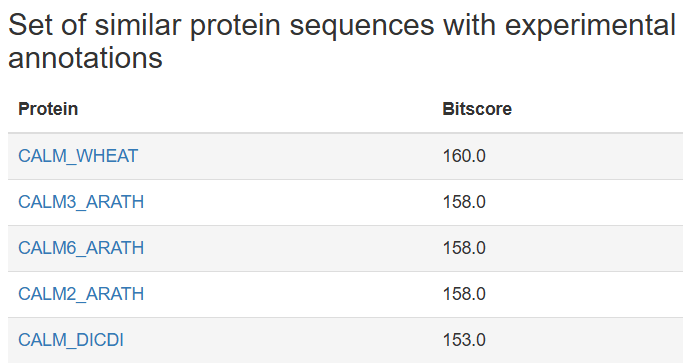 Set of similar protein sequences with experimental
annotations
Protein Bitscore
CALM_WHEAT 160.0
CALM3_ARATH 158.0
CALM6_ARATH 158.0
CALM2_ARATH 158.0
CALM_DICDI 153.0